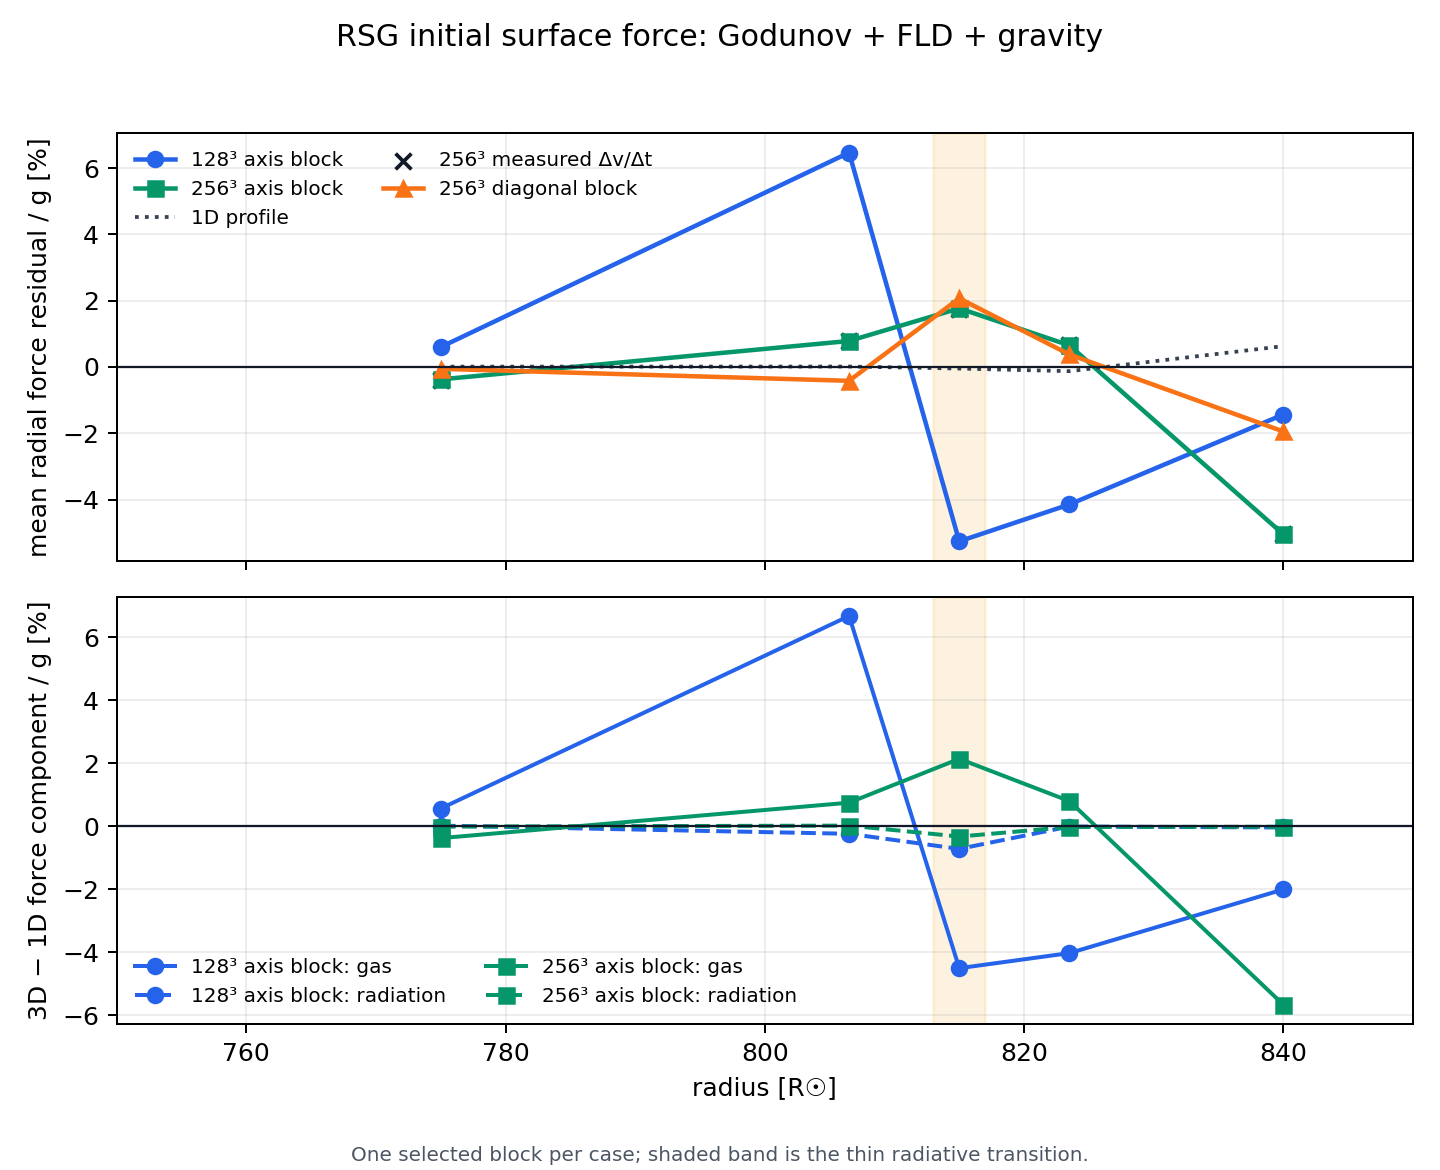 RSG initial surface force: Godunov + FLD + gravity
mean radial force residual / g [%]
6
4
2
0
−2
−4
128³ axis block
256³ axis block
1D profile
256³ measured Δv/Δt
256³ diagonal block
3D − 1D force component / g [%]
6
4
2
0
−2
−4
−6
128³ axis block: gas
128³ axis block: radiation
256³ axis block: gas
256³ axis block: radiation
760 780 800 820 840
radius [R☉]
One selected block per case; shaded band is the thin radiative transition.